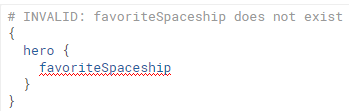 # INVALID: favoriteSpaceship does not exist
{
  hero {
    favoriteSpaceship
  }
}